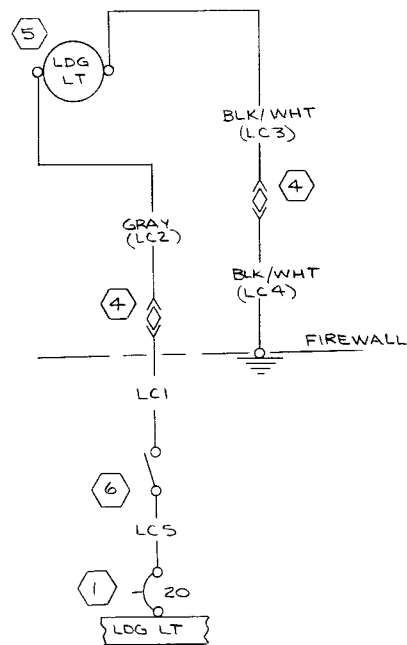 5
LDG
LT
BLK/WHT
(LC3)
4
GRAY
(LC2)
BLK/WHT
(LC4)
4
FIREWALL
LC1
6
LC5
1
20
LDG LT